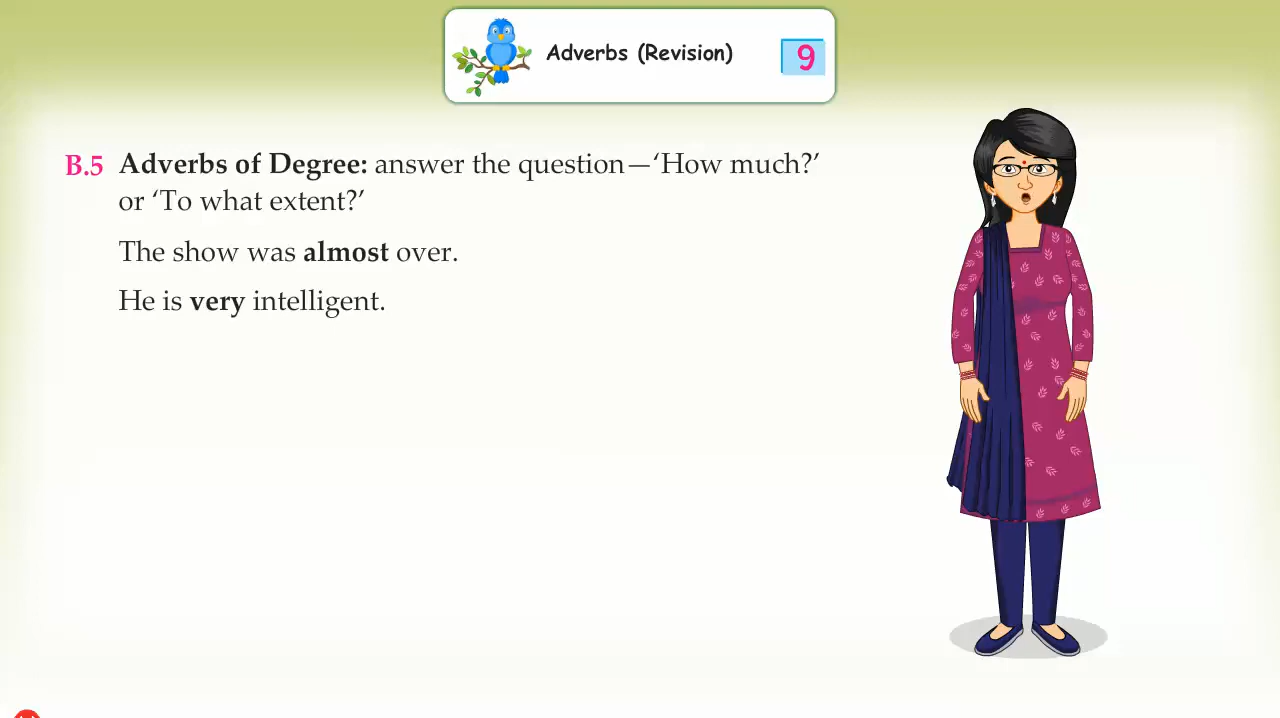 Adverbs (Revision)
9
B.5 Adverbs of Degree: answer the question—‘How much?’
or ‘To what extent?’
The show was almost over.
He is very intelligent.